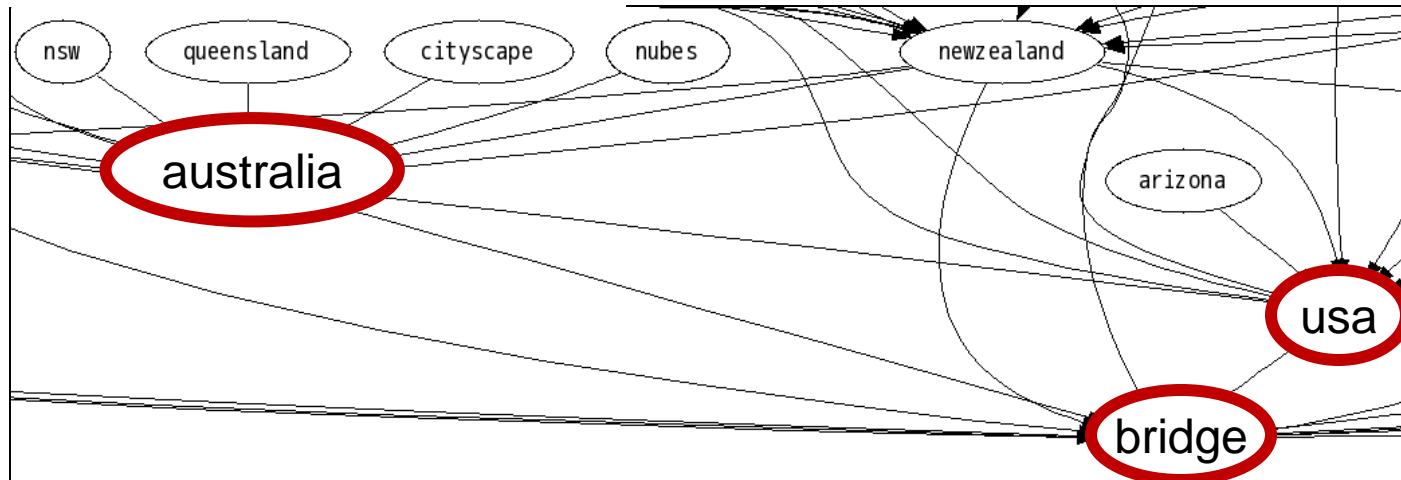 nsw queensland cityscape nubes newzealand
australia
arizona
usa
bridge